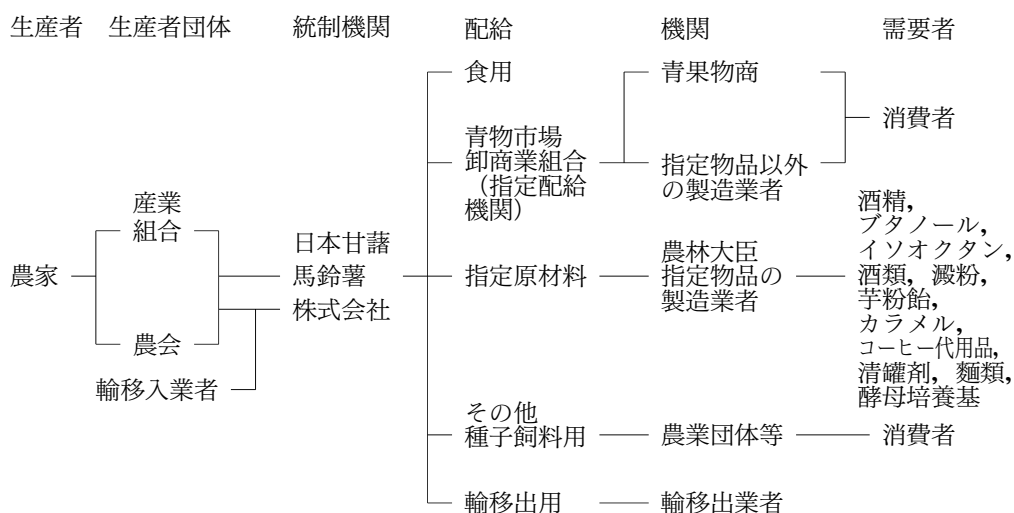 生産者 生産者団体 統制機関 配給 機関 需要者
農家
産業
組合
農会
輸移入業者
日本甘藷
馬鈴薯
株式会社
食用
青物市場
卸商業組合
（指定配給
機関）
指定原材料
その他
種子飼料用
輸移出用
青果物商
指定物品以外
の製造業者
農林大臣
指定物品の
製造業者
農業団体等
輸移出業者
消費者
酒精，
ブタノール，
イソオクタン，
酒類，澱粉，
芋粉飴，
カラメル，
コーヒー代用品，
清罐剤，麺類，
酵母培養基
消費者